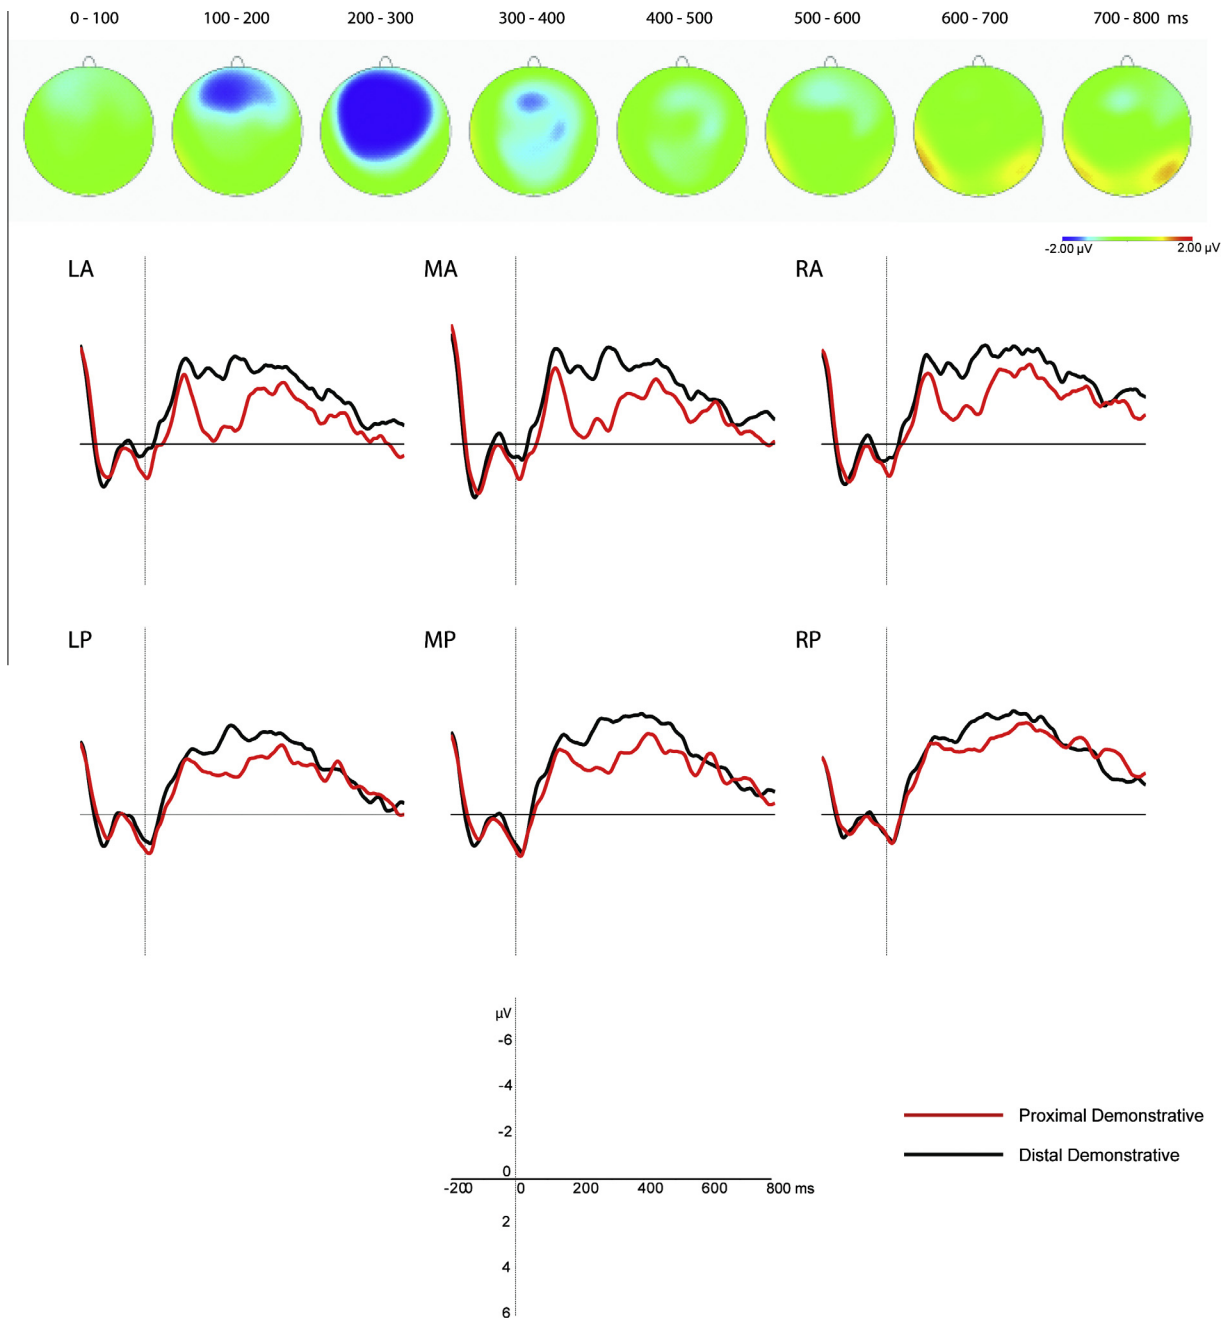 0 - 100 100 - 200 200 - 300 300 - 400 400 - 500 500 - 600 600 - 700 700 - 800 ms
-2.00 µV 2.00 µV
LA MA RA
LP MP RP
µV
-6
-4
-2
0
-200 0 200 400 600 800 ms
2
4
6
Proximal Demonstrative
Distal Demonstrative